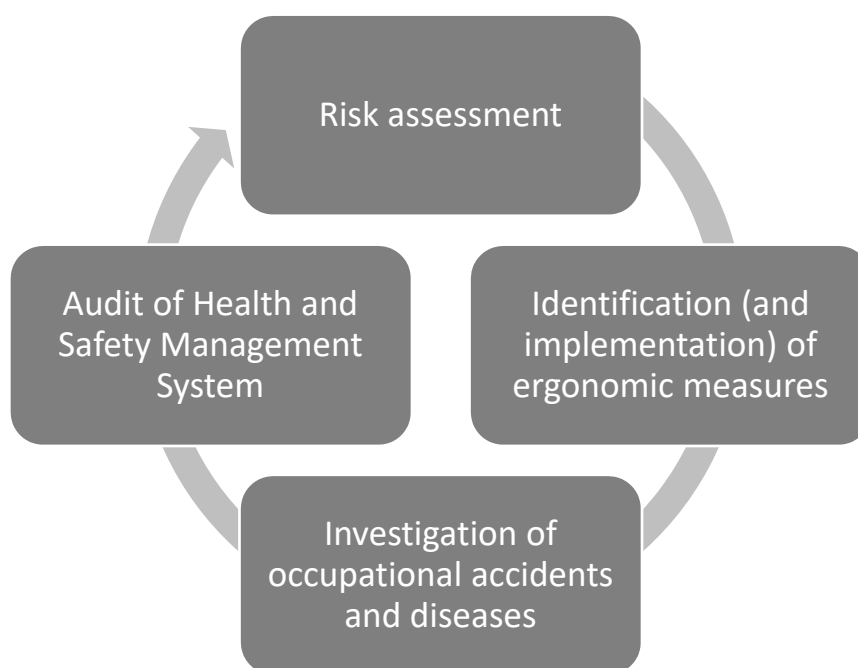 Risk assessment
Identification (and
implementation) of
ergonomic measures
Investigation of
occupational accidents
and diseases
Audit of Health and
Safety Management
System